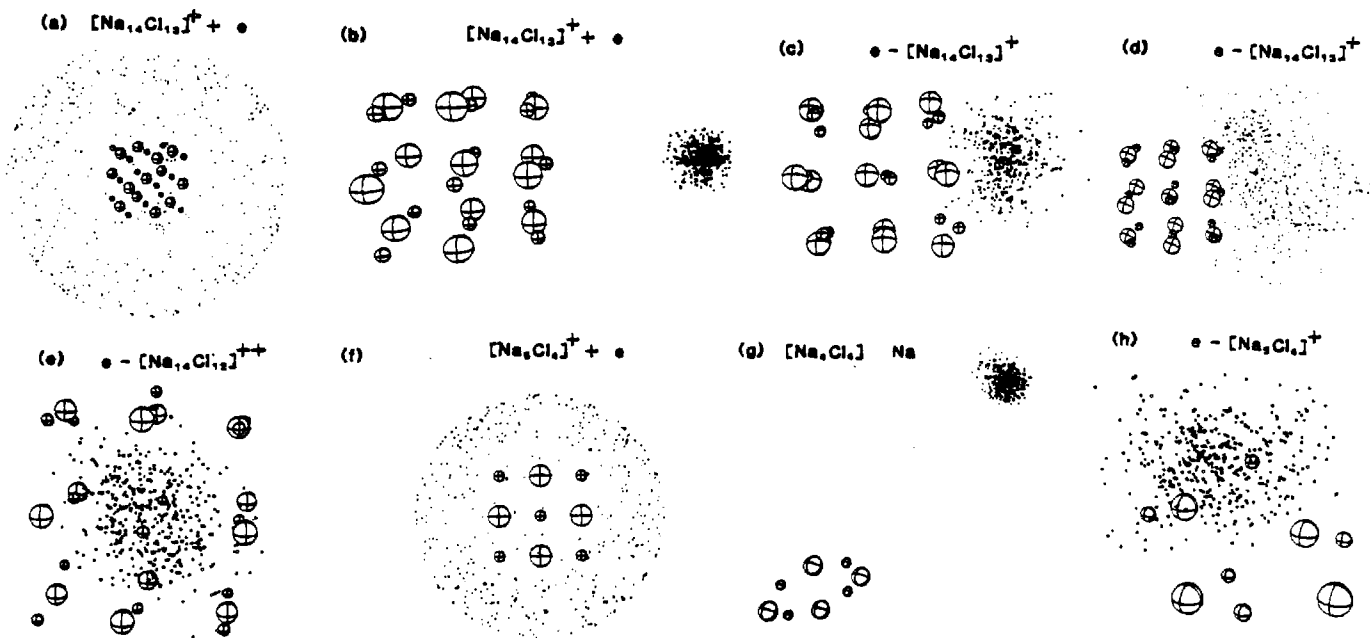 (a) [Na₁₄Cl₁₃]⁺ + e
(b) [Na₁₄Cl₁₃]⁺ + e
(c) e – [Na₁₄Cl₁₃]⁺
(d) e – [Na₁₄Cl₁₃]⁺
(e) e – [Na₁₄Cl₁₂]⁺⁺
(f) [Na₅Cl₄]⁺ + e
(g) [Na₄Cl₄] Na
(h) e – [Na₅Cl₄]⁺